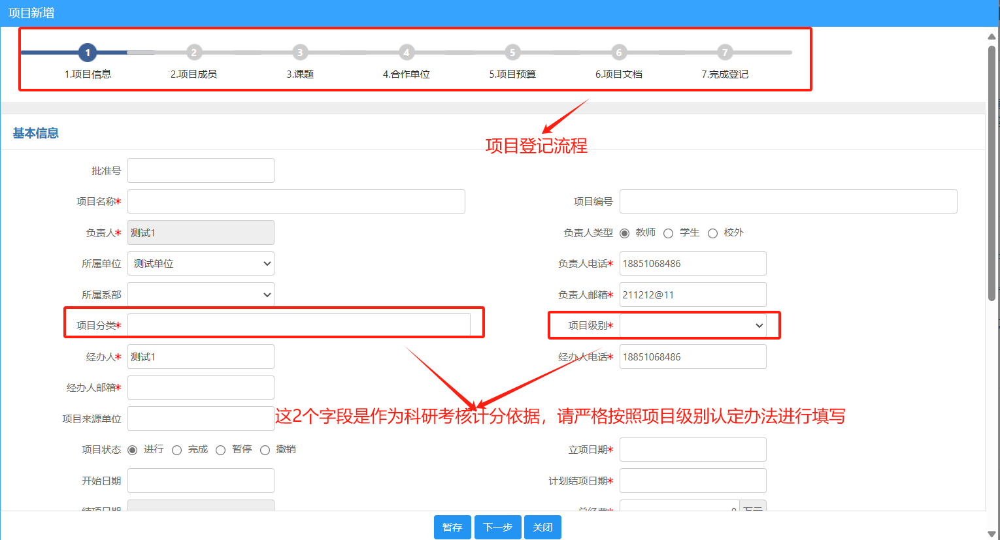 项目新增
1 2 3 4 5 6 7
1.项目信息 2.项目成员 3.课题 4.合作单位 5.项目预算 6.项目文档 7.完成登记
基本信息
项目登记流程
批准号
项目名称* 项目编号
负责人* 测试1 负责人类型 教师 学生 校外
所属单位 测试单位 负责人电话* 18851068486
所属系部 负责人邮箱* 211212@11
项目分类* 项目级别*
经办人* 测试1 经办人电话* 18851068486
经办人邮箱*
项目来源单位 这2个字段是作为科研考核计分依据，请严格按照项目级别认定办法进行填写
项目状态 进行 完成 暂停 撤销 立项日期*
开始日期 计划结项日期*
结项日期 总经费* 0 万元
暂存 下一步 关闭